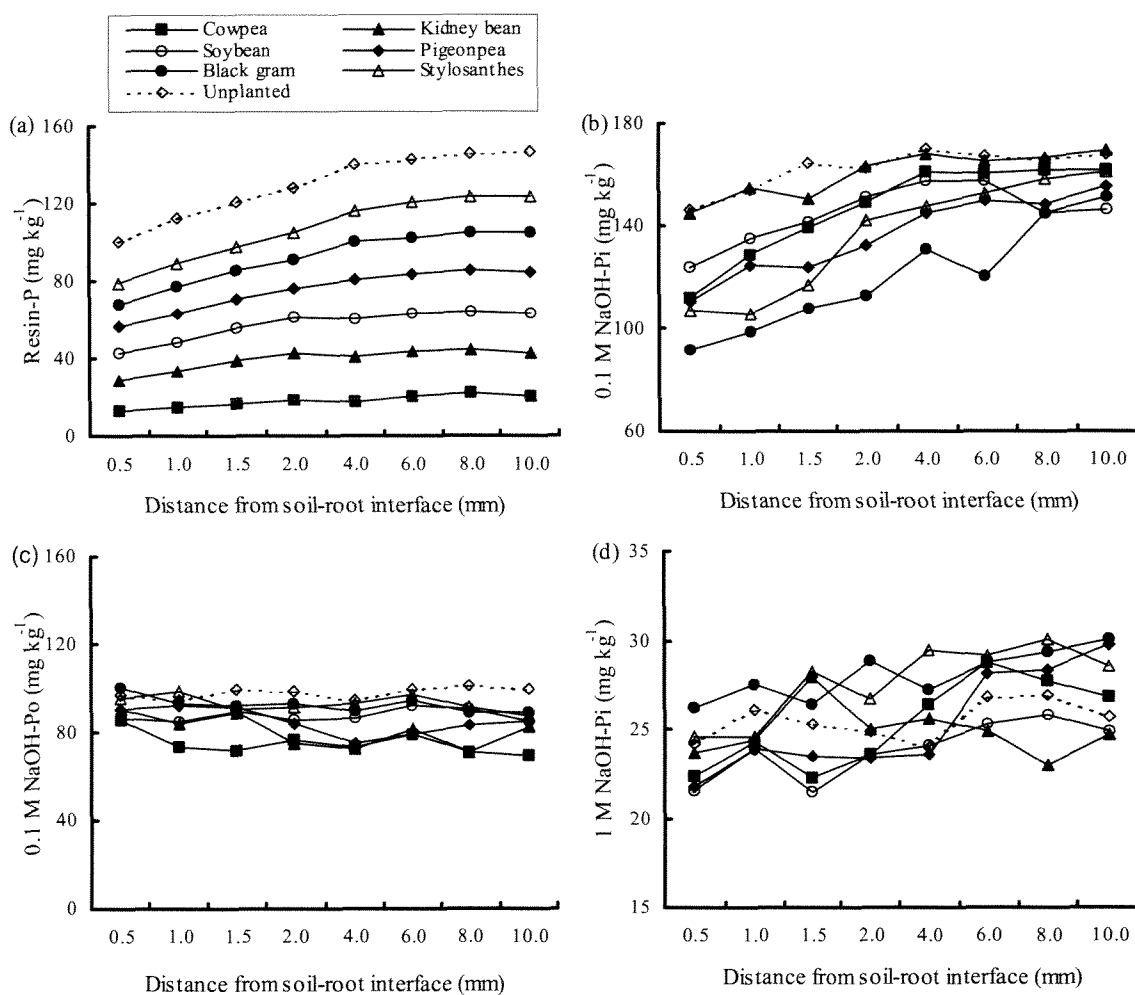 Cowpea Kidney bean
Soybean Pigeonpea
Black gram Stylosanthes
Unplanted
(a)
Resin-P (mg kg⁻¹)
160
120
80
40
0
0.5 1.0 1.5 2.0 4.0 6.0 8.0 10.0
Distance from soil-root interface (mm)
(b)
0.1 M NaOH-Pi (mg kg⁻¹)
180
140
100
60
0.5 1.0 1.5 2.0 4.0 6.0 8.0 10.0
Distance from soil-root interface (mm)
(c)
0.1 M NaOH-Po (mg kg⁻¹)
160
120
80
40
0
0.5 1.0 1.5 2.0 4.0 6.0 8.0 10.0
Distance from soil-root interface (mm)
(d)
1 M NaOH-Pi (mg kg⁻¹)
35
30
25
20
15
0.5 1.0 1.5 2.0 4.0 6.0 8.0 10.0
Distance from soil-root interface (mm)